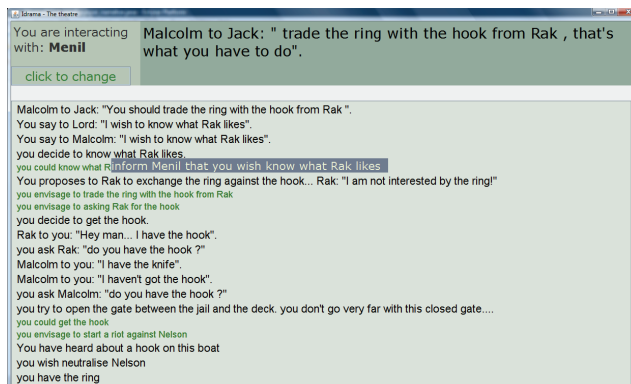 Idrama - The theatre
You are interacting
with: Menil
click to change
Malcolm to Jack: " trade the ring with the hook from Rak , that's
what you have to do".
Malcolm to Jack: "You should trade the ring with the hook from Rak ".
You say to Lord: "I wish to know what Rak likes".
You say to Malcolm: "I wish to know what Rak likes".
you decide to know what Rak likes.
you could know what R
inform Menil that you wish know what Rak likes
You proposes to Rak to exchange the ring against the hook... Rak: "I am not interested by the ring!"
you envisage to trade the ring with the hook from Rak
you envisage to asking Rak for the hook
you decide to get the hook.
Rak to you: "Hey man... I have the hook".
you ask Rak: "do you have the hook ?"
Malcolm to you: "I have the knife".
Malcolm to you: "I haven't got the hook".
you ask Malcolm: "do you have the hook ?"
you try to open the gate between the jail and the deck. you don't go very far with this closed gate....
you could get the hook
you envisage to start a riot against Nelson
You have heard about a hook on this boat
you wish neutralise Nelson
you have the ring